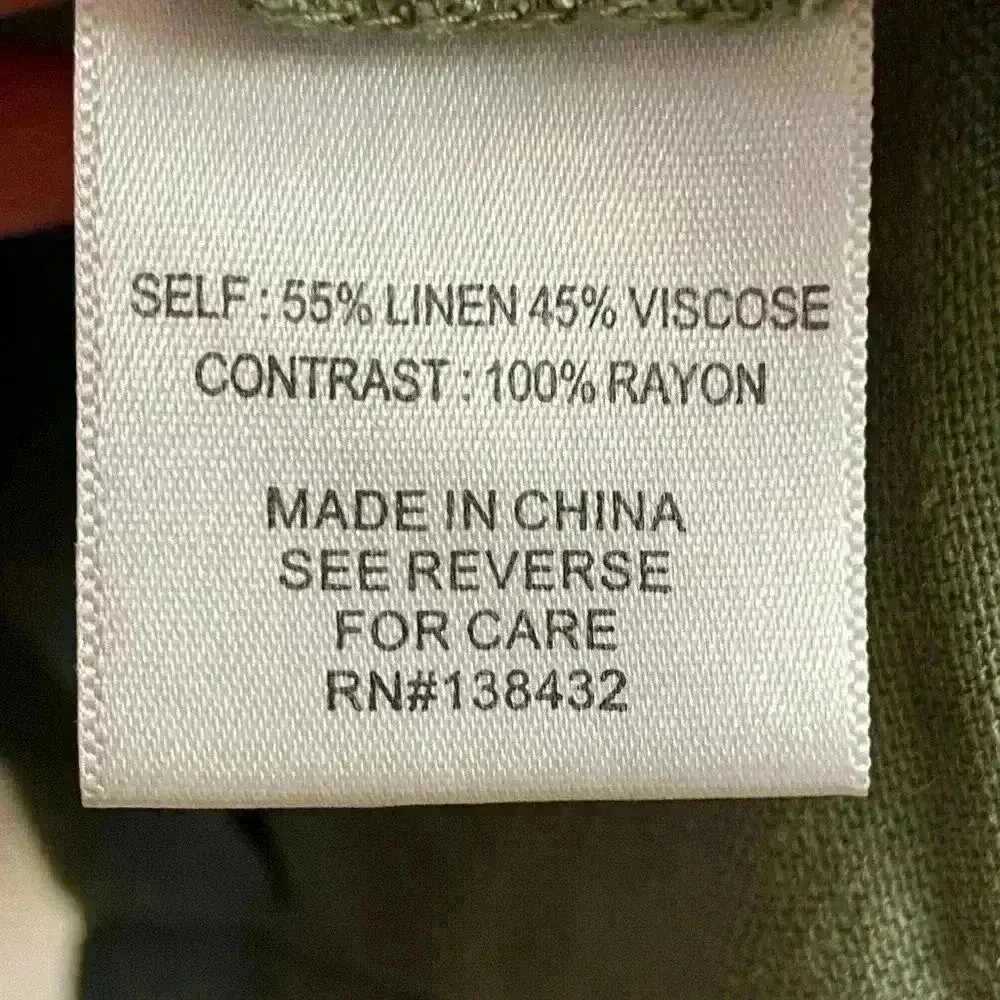 SELF : 55% LINEN 45% VISCOSE
CONTRAST : 100% RAYON
MADE IN CHINA
SEE REVERSE
FOR CARE
RN#138432